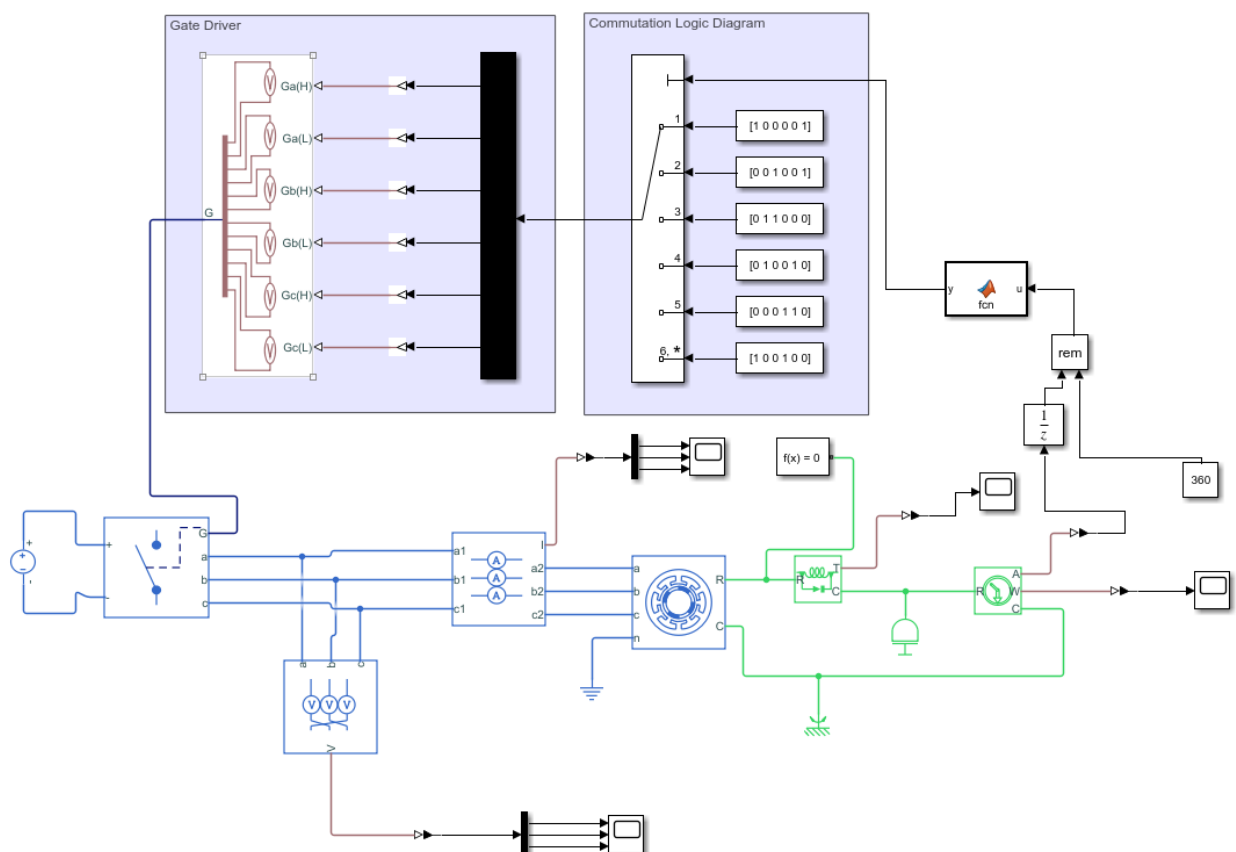 Gate Driver
Commutation Logic Diagram
Ga(H)
Ga(L)
Gb(H)
G
Gb(L)
Gc(H)
Gc(L)
1
[1 0 0 0 0 1]
2
[0 0 1 0 0 1]
3
[0 1 1 0 0 0]
4
[0 1 0 0 1 0]
5
[0 0 0 1 1 0]
6, *
[1 0 0 1 0 0]
y
u
fcn
rem
1
z
360
f(x) = 0
+
-
+
-
G
a
b
c
a1
b1
c1
I
a2
b2
c2
A
A
A
a
b
c
n
R
C
R
T
C
R
A
W
C
a
b
c
V V V
V
V
V
V
V
V
V